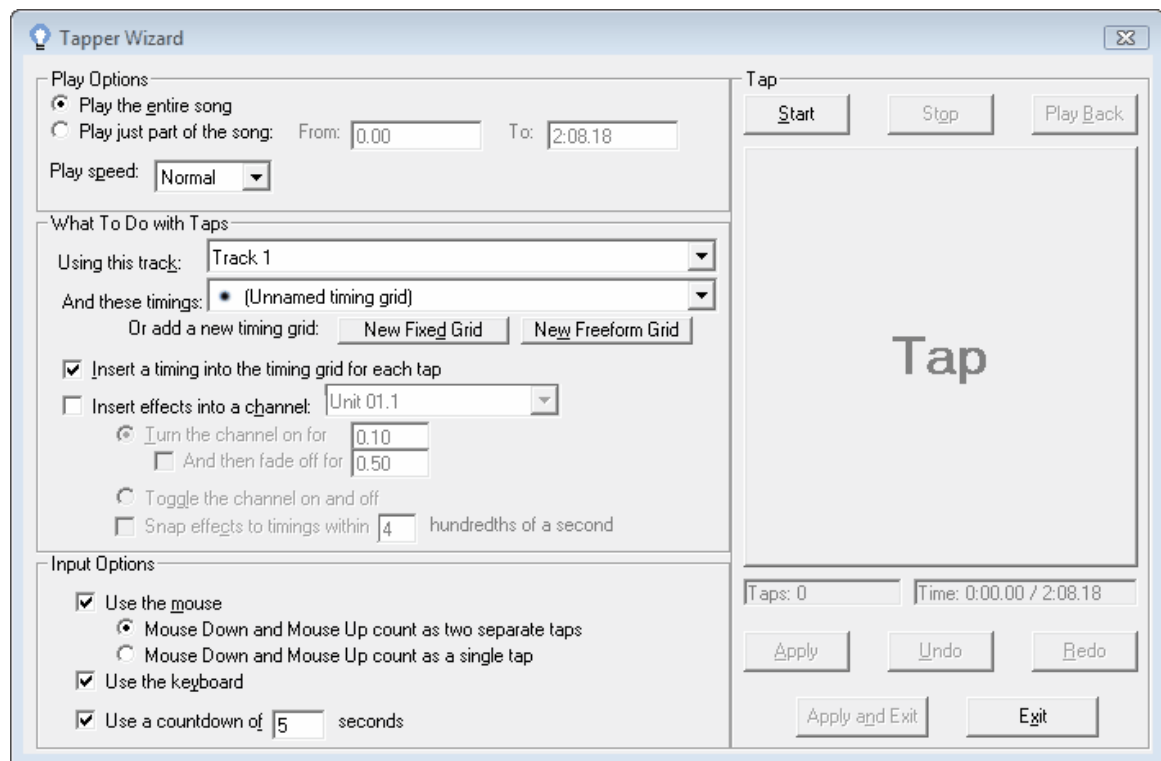 Tapper Wizard
Play Options
Play the entire song
Play just part of the song: From: 0.00 To: 2:08.18
Play speed: Normal
What To Do with Taps
Using this track: Track 1
And these timings: (Unnamed timing grid)
Or add a new timing grid: New Fixed Grid New Freeform Grid
Insert a timing into the timing grid for each tap
Insert effects into a channel: Unit 01.1
Turn the channel on for 0.10
And then fade off for 0.50
Toggle the channel on and off
Snap effects to timings within 4 hundredths of a second
Input Options
Use the mouse
Mouse Down and Mouse Up count as two separate taps
Mouse Down and Mouse Up count as a single tap
Use the keyboard
Use a countdown of 5 seconds
Tap
Start Stop Play Back
Tap
Taps: 0 Time: 0:00.00 / 2:08.18
Apply Undo Redo
Apply and Exit Exit